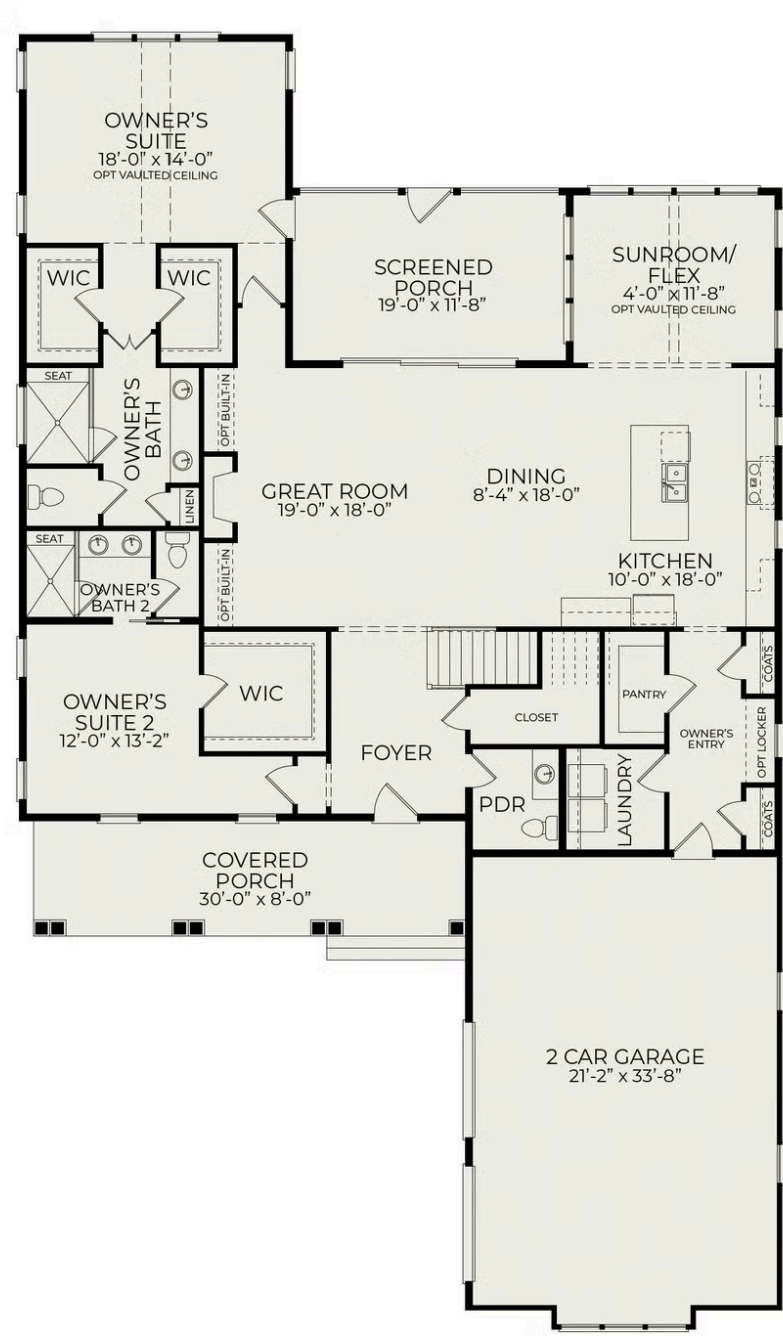 OWNER'S
SUITE
18'-0" x 14'-0"
OPT VAULTED CEILING
WIC
WIC
SCREENED
PORCH
19'-0" x 11'-8"
SUNROOM/
FLEX
4'-0" x 11'-8"
OPT VAULTED CEILING
SEAT
OWNER'S
BATH
OPT BUILT-IN
LINEN
GREAT ROOM
19'-0" x 18'-0"
DINING
8'-4" x 18'-0"
KITCHEN
10'-0" x 18'-0"
SEAT
OWNER'S
BATH 2
OPT BUILT-IN
OWNER'S
SUITE 2
12'-0" x 13'-2"
WIC
FOYER
CLOSET
PANTRY
OWNER'S
ENTRY
COATS
OPT LOCKER
COATS
PDR
LAUNDRY
COVERED
PORCH
30'-0" x 8'-0"
2 CAR GARAGE
21'-2" x 33'-8"